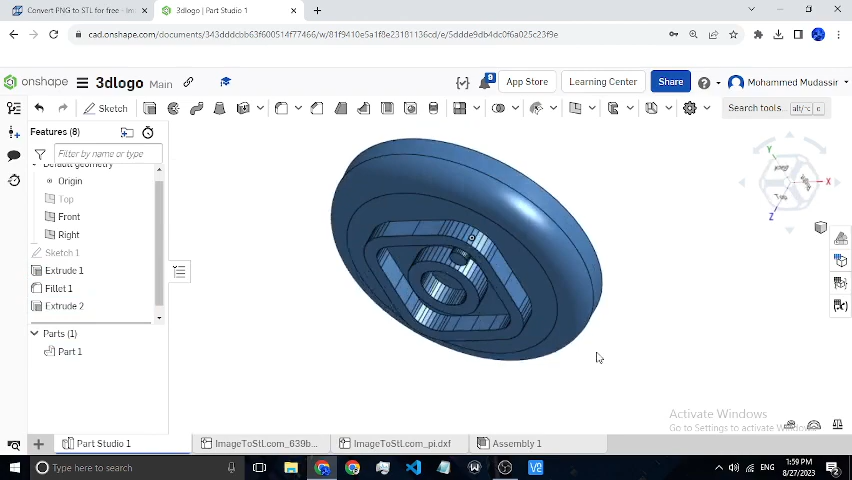 Convert PNG to STL for free - Im
3dlogo | Part Studio 1
cad.onshape.com/documents/343dddcbb63f600514f77466/w/81f9410e5a1f8e23181136cd/e/5ddde9db4dc0f6a025c23f9e
onshape
3dlogo Main
App Store
Learning Center
Share
Mohammed Mudassir
Sketch
Search tools... alt/⌥ c
Features (8)
Filter by name or type
Default geometry
Origin
Top
Front
Right
Sketch 1
Extrude 1
Fillet 1
Extrude 2
Parts (1)
Part 1
Y
X
Z
Activate Windows
Go to Settings to activate Windows.
Part Studio 1
ImageToStl.com_639b...
ImageToStl.com_pi.dxf
Assembly 1
Type here to search
ENG
1:59 PM
8/27/2023
2